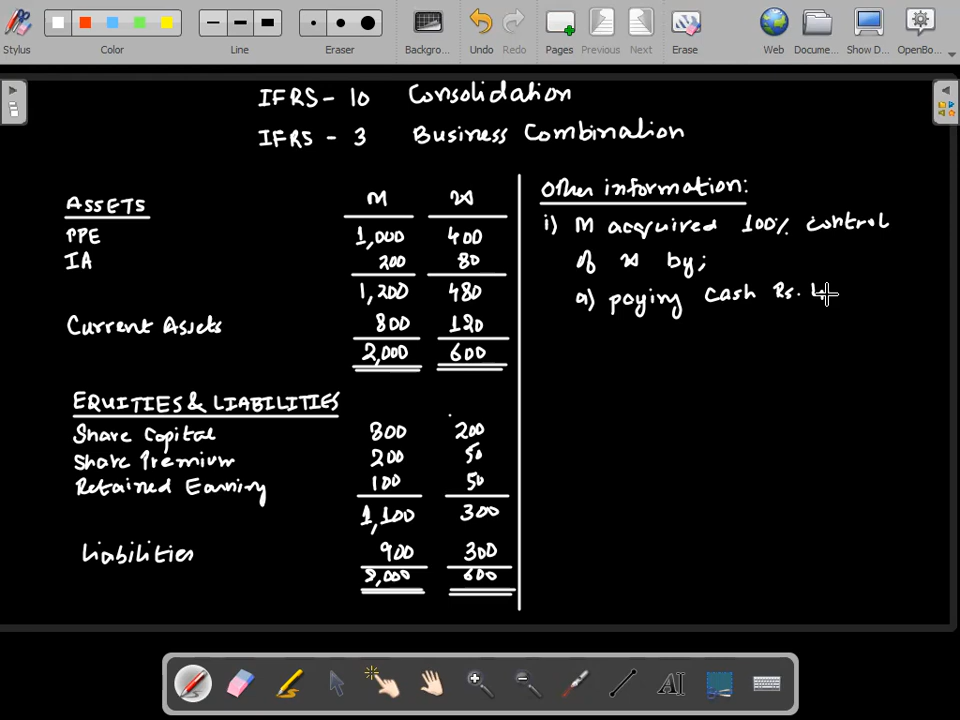 Color Line Eraser Backgro... Undo Redo Pages Previous Next Erase Web Docume... Show D... OpenBo...
Stylus
IFRS - 10 Consolidation
IFRS - 3 Business Combination
ASSETS M X
PPE 1,000 400
IA 200 80
1,200 480
Current Assets 800 120
2,000 600
EQUITIES & LIABILITIES
Share Capital 800 200
Share Premium 200 50
Retained Earning 100 50
1,100 300
Liabilities 900 300
2,000 600
Other information:
i) M acquired 100% control
of X by;
a) paying Cash Rs.
AI